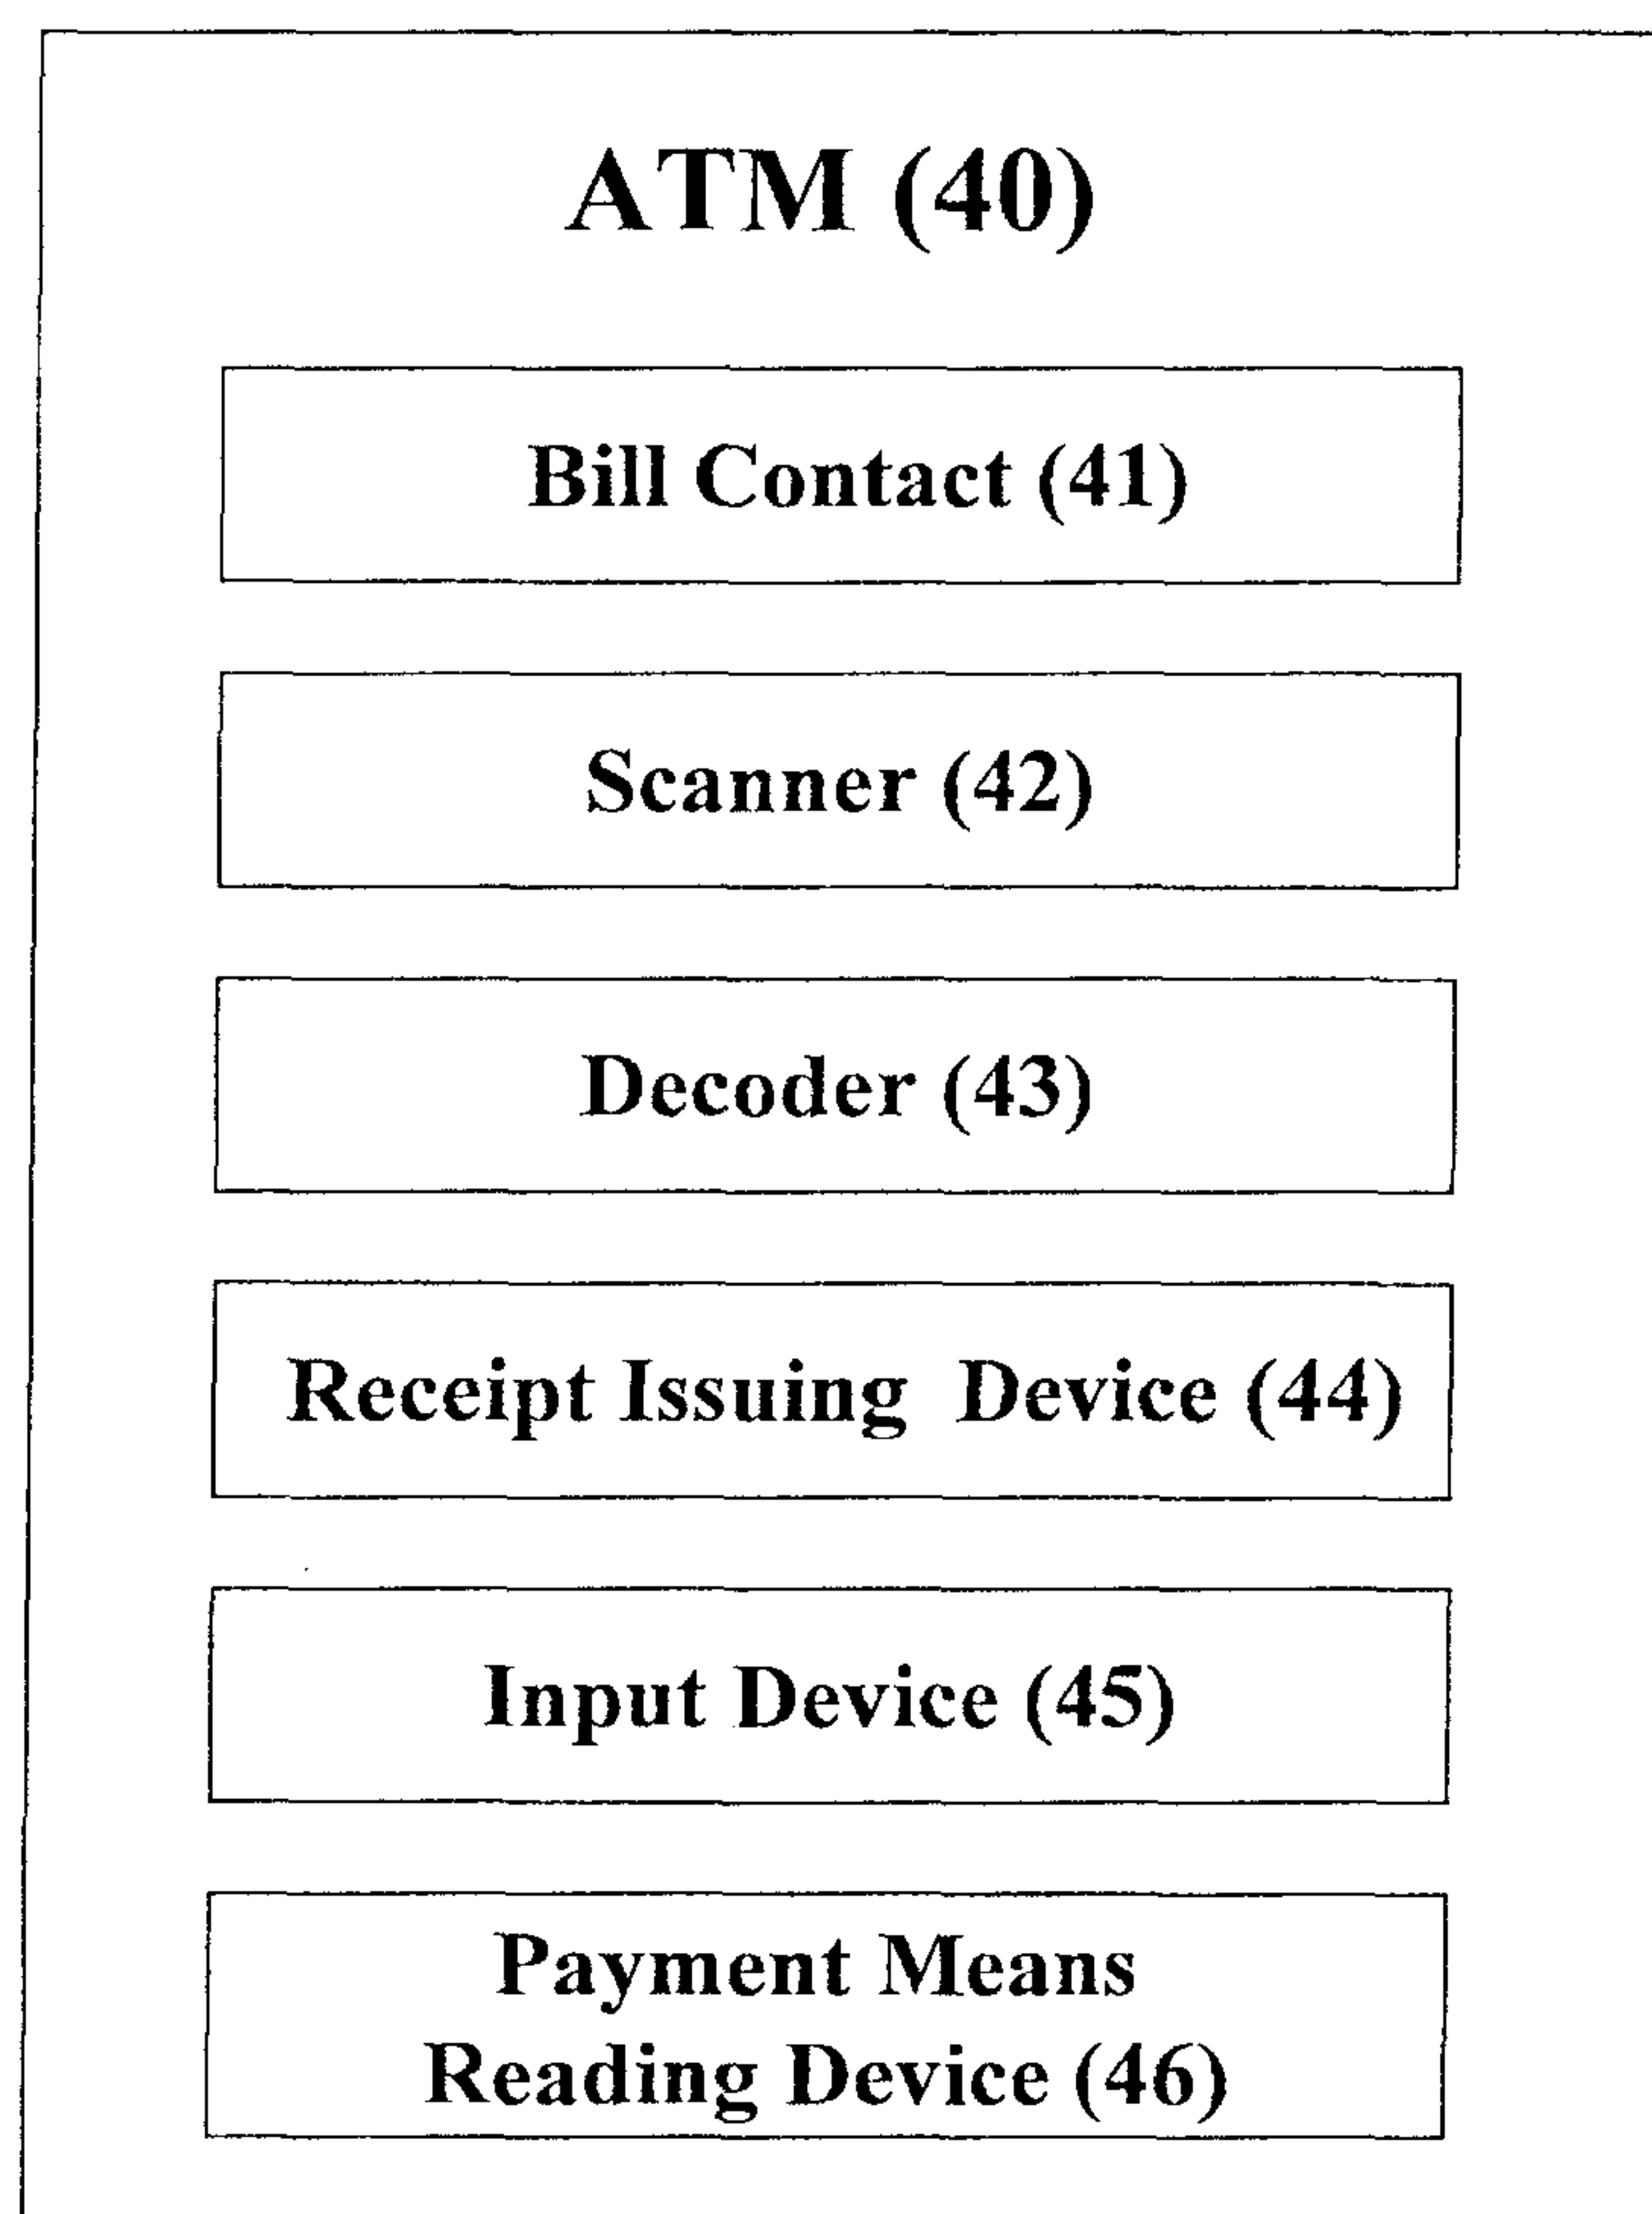 ATM (40)
Bill Contact (41)
Scanner (42)
Decoder (43)
Receipt Issuing Device (44)
Input Device (45)
Payment Means
Reading Device (46)